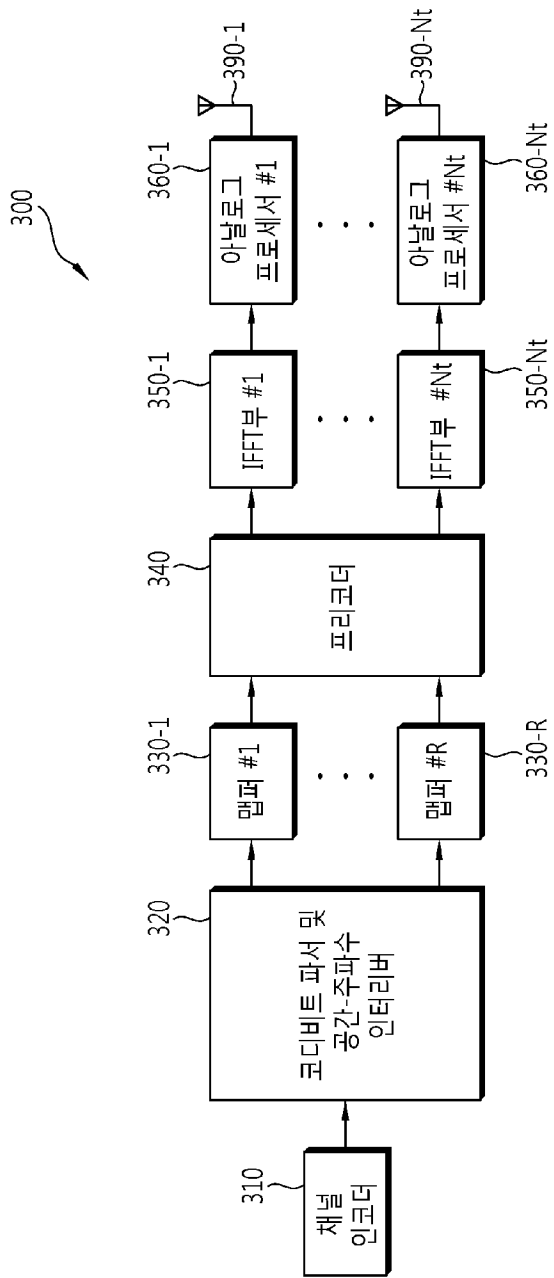 300
310
채널
인코더
320
코디비트 파서 및
공간-주파수
인터리버
330-1
맵퍼 #1
330-R
맵퍼 #R
340
프리코더
350-1
IFFT부 #1
350-Nt
IFFT부 #Nt
360-1
아날로그
프로세서 #1
360-Nt
아날로그
프로세서 #Nt
390-1
390-Nt